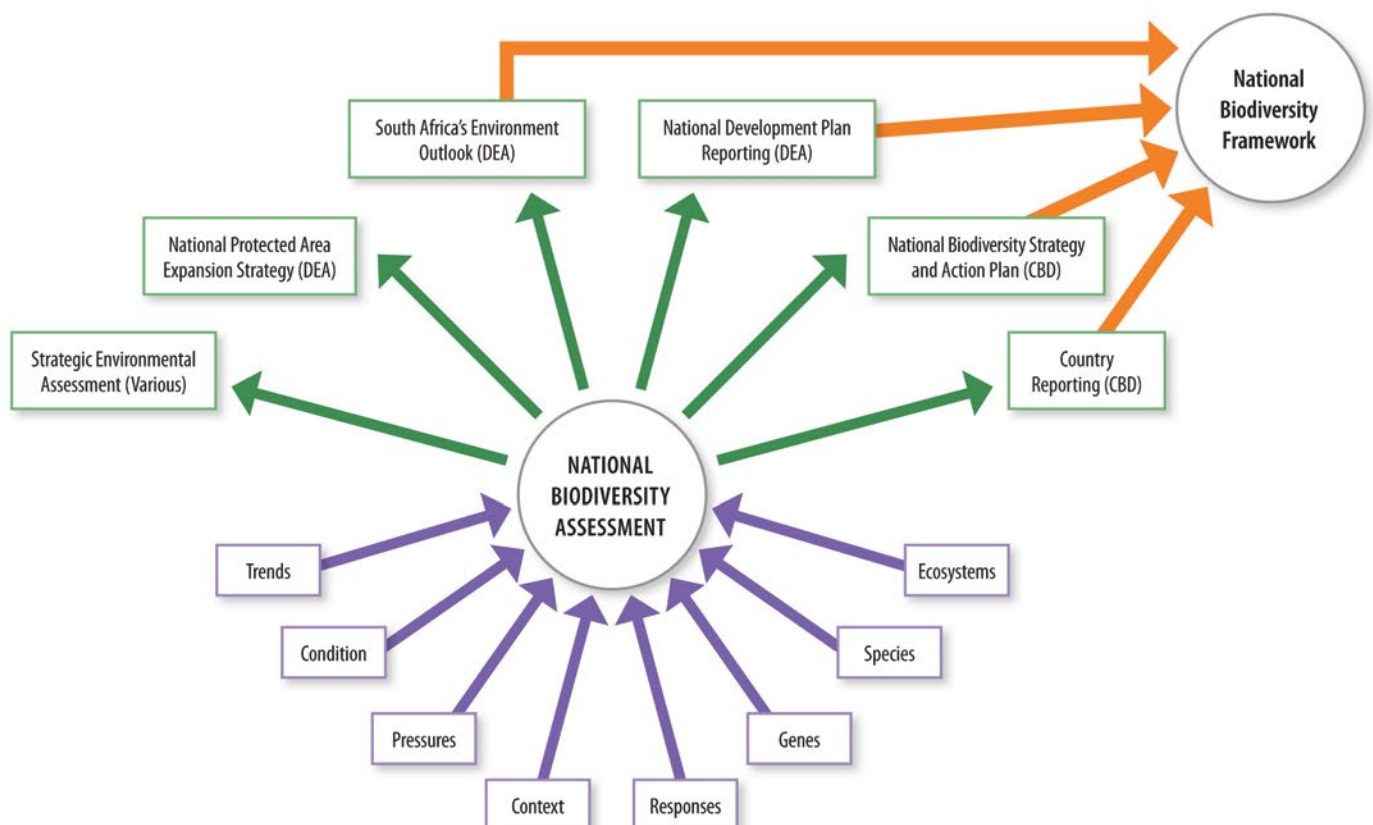 National
Biodiversity
Framework
South Africa's Environment
Outlook (DEA)
National Development Plan
Reporting (DEA)
National Protected Area
Expansion Strategy (DEA)
National Biodiversity Strategy
and Action Plan (CBD)
Strategic Environmental
Assessment (Various)
Country
Reporting (CBD)
NATIONAL
BIODIVERSITY
ASSESSMENT
Trends
Ecosystems
Condition
Species
Pressures
Genes
Context
Responses